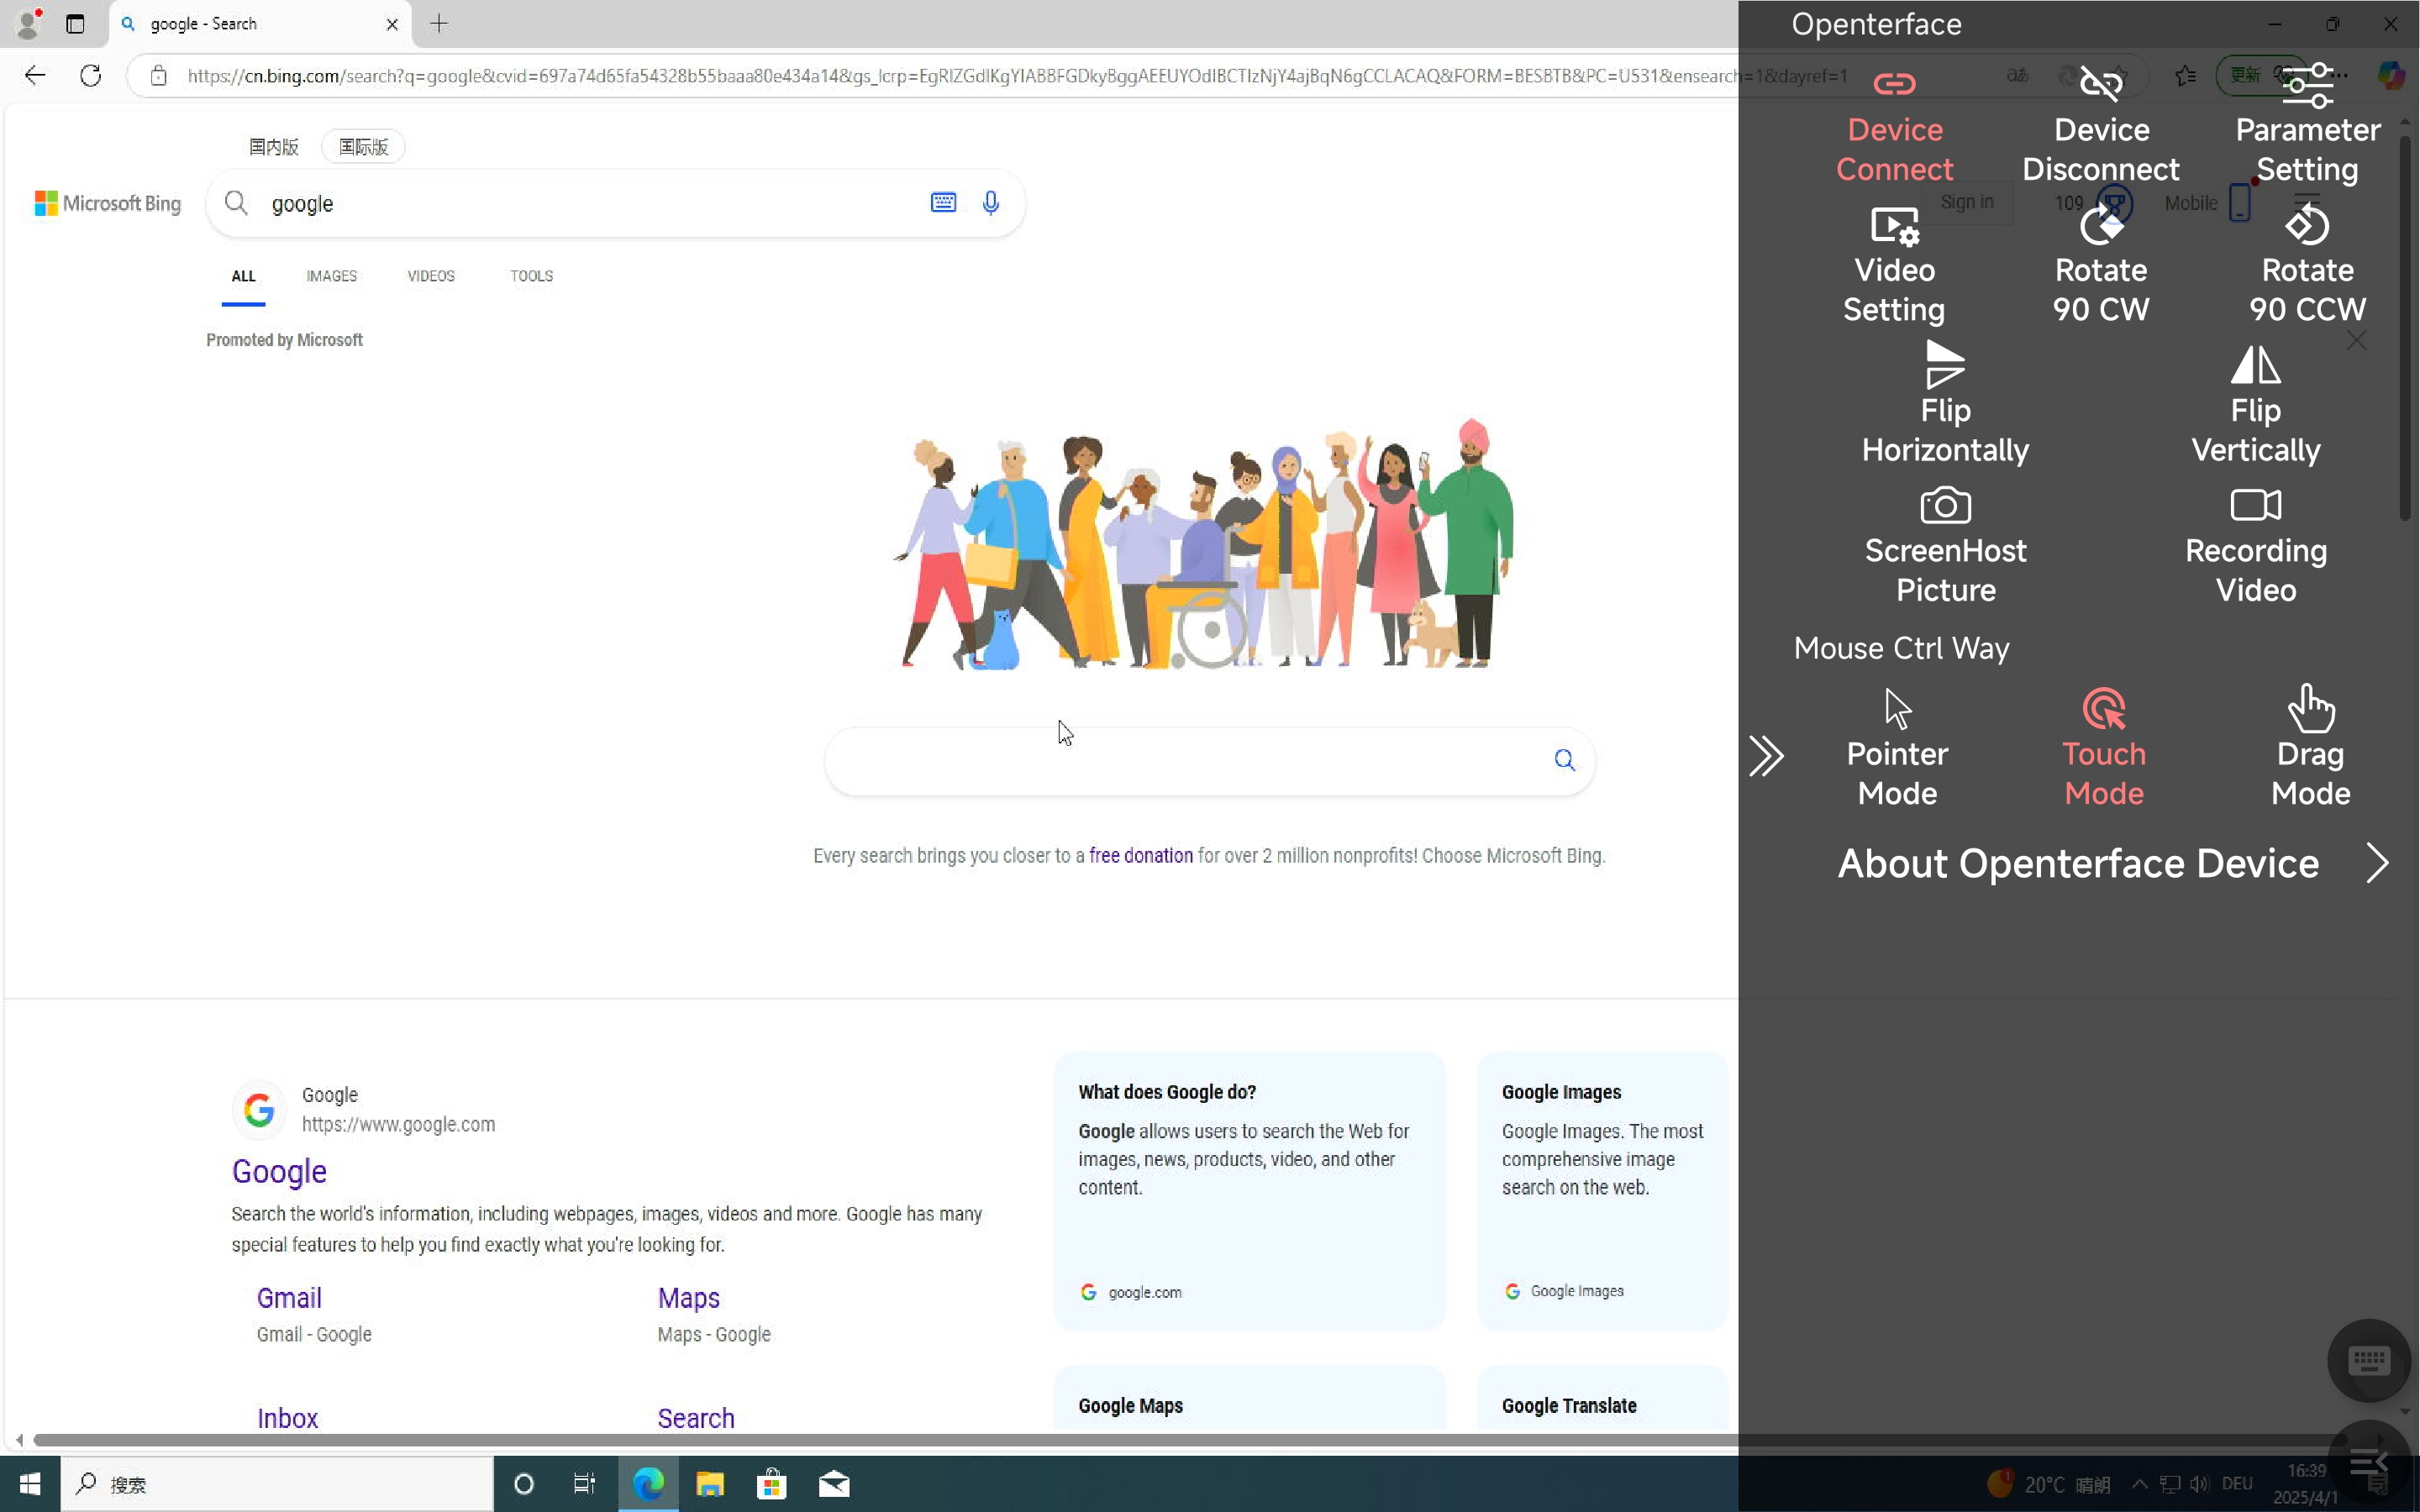 google - Search
https://cn.bing.com/search?q=google&cvid=697a74d65fa54328b55baaa80e434a14&gs_lcrp=EgRlZGdlKgYIABBFGDkyBggAEEUYOdIBCTIzNjY4ajBqN6gCCLACAQ&FORM=BESBTB&PC=U531&ensearch=1&dayref=1
aあ
更新
国内版 国际版
Microsoft Bing
google
Sign in
109
Mobile
ALL IMAGES VIDEOS TOOLS
Promoted by Microsoft
Every search brings you closer to a free donation for over 2 million nonprofits! Choose Microsoft Bing.
Google
https://www.google.com
Google
Search the world's information, including webpages, images, videos and more. Google has many
special features to help you find exactly what you're looking for.
Gmail
Gmail - Google
Maps
Maps - Google
Inbox
Search
What does Google do?
Google allows users to search the Web for
images, news, products, video, and other
content.
google.com
Google Images
Google Images. The most
comprehensive image
search on the web.
Google Images
Google Maps
Google Translate
Openterface
Device
Connect
Device
Disconnect
Parameter
Setting
Video
Setting
Rotate
90 CW
Rotate
90 CCW
Flip
Horizontally
Flip
Vertically
ScreenHost
Picture
Recording
Video
Mouse Ctrl Way
Pointer
Mode
Touch
Mode
Drag
Mode
About Openterface Device
搜索
1
20°C 晴朗
DEU
16:39
2025/4/1